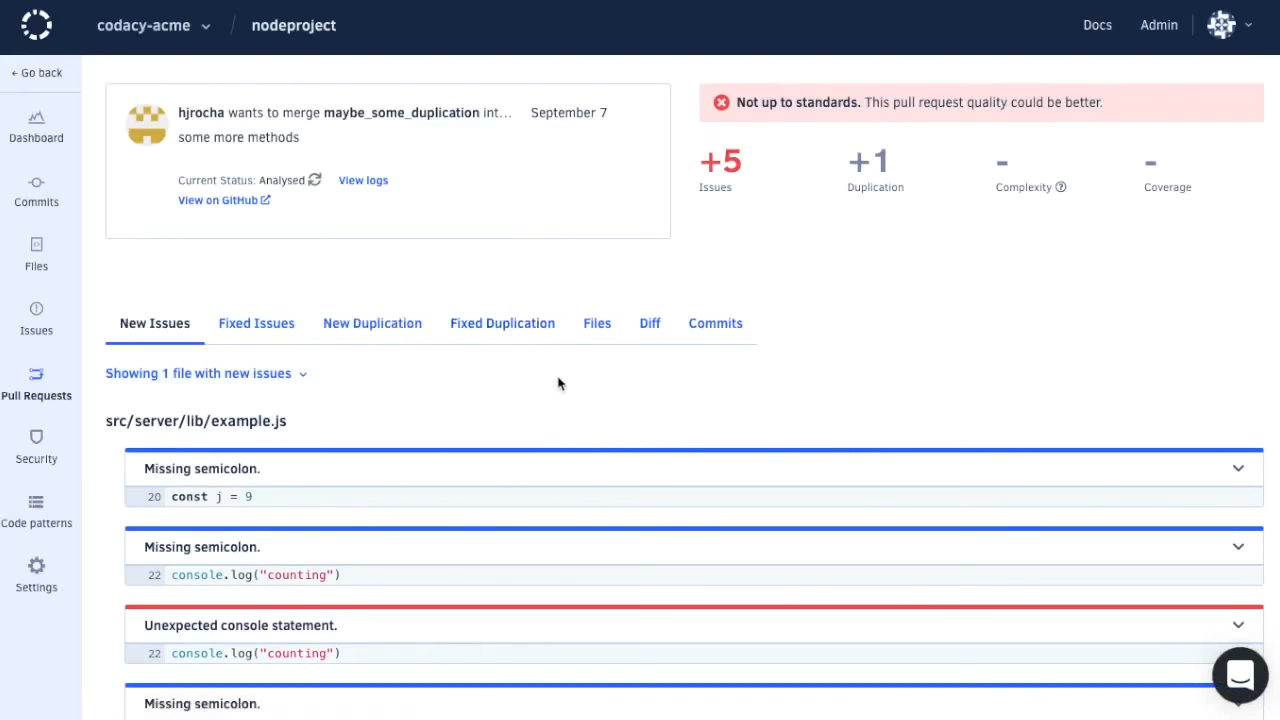 codacy-acme
nodeproject
Docs
Admin
Go back
Dashboard
Commits
Files
Issues
Pull Requests
Security
Code patterns
Settings
hjrocha wants to merge maybe_some_duplication int... September 7
some more methods
Current Status: Analysed View logs
View on GitHub
Not up to standards. This pull request quality could be better.
+5 +1 - -
Issues Duplication Complexity Coverage
New Issues Fixed Issues New Duplication Fixed Duplication Files Diff Commits
Showing 1 file with new issues
src/server/lib/example.js
Missing semicolon.
20 const j = 9
Missing semicolon.
22 console.log("counting")
Unexpected console statement.
22 console.log("counting")
Missing semicolon.